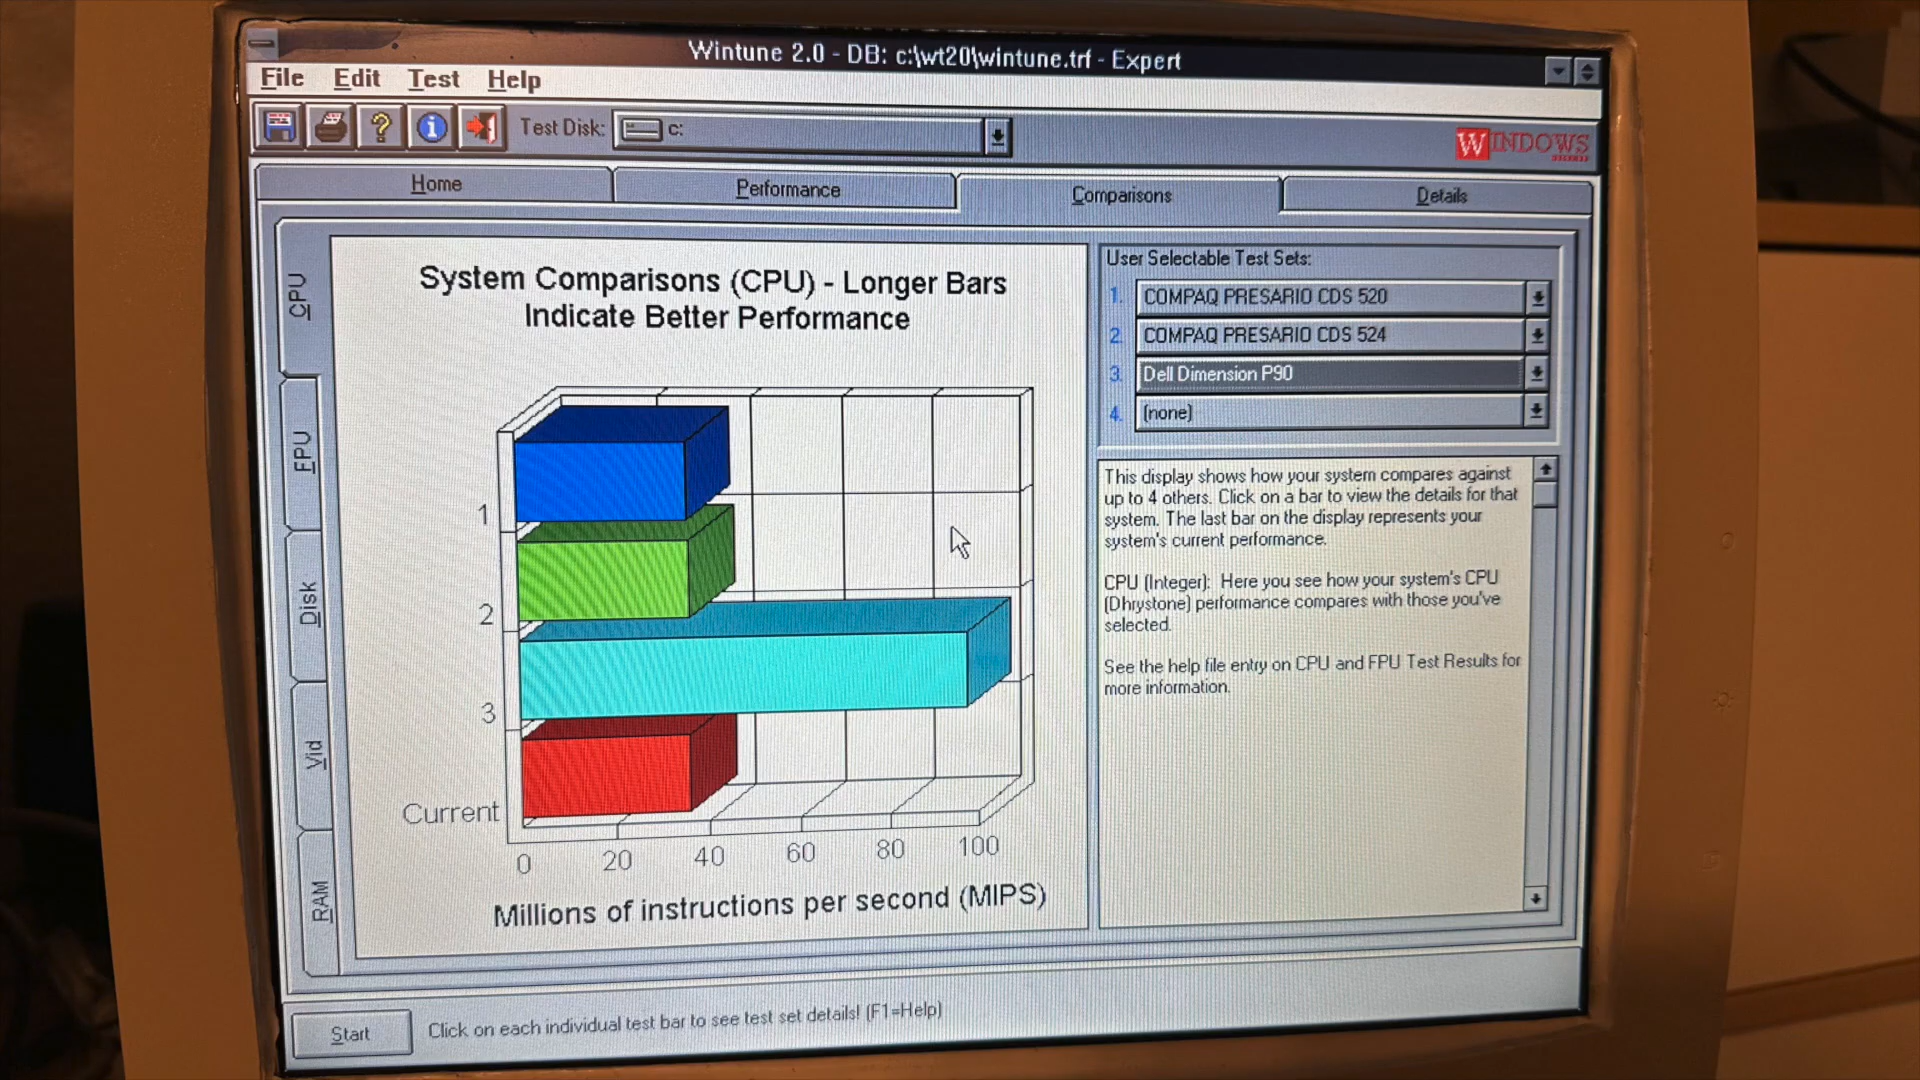 Wintune 2.0 - DB: c:\wt20\wintune.trf - Expert
File Edit Test Help
Test Disk: c:
WINDOWS
Home Performance Comparisons Details
CPU
FPU
Disk
Vid
RAM
System Comparisons (CPU) - Longer Bars
Indicate Better Performance
1
2
3
Current
0 20 40 60 80 100
Millions of instructions per second (MIPS)
User Selectable Test Sets:
1. COMPAQ PRESARIO CDS 520
2. COMPAQ PRESARIO CDS 524
3. Dell Dimension P90
4. (none)
This display shows how your system compares against
up to 4 others. Click on a bar to view the details for that
system. The last bar on the display represents your
system's current performance.
CPU (Integer): Here you see how your system's CPU
(Dhrystone) performance compares with those you've
selected.
See the help file entry on CPU and FPU Test Results for
more information.
Start
Click on each individual test bar to see test set details! (F1=Help)